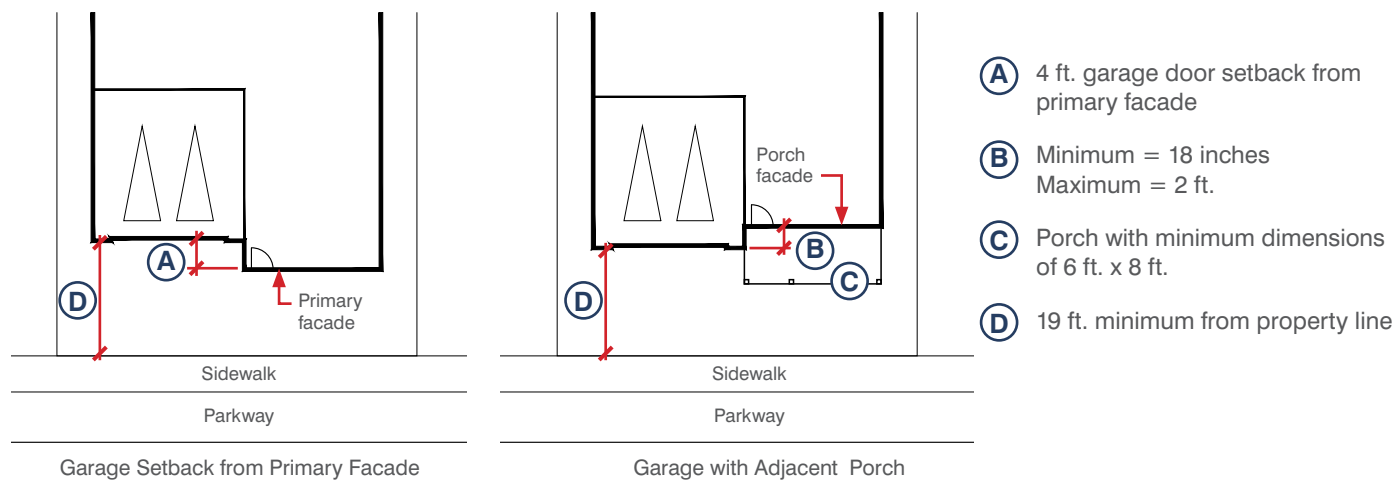 A
D
Primary
facade
Sidewalk
Parkway
Garage Setback from Primary Facade
Porch
facade
B
C
D
Sidewalk
Parkway
Garage with Adjacent Porch
A
4 ft. garage door setback from
primary facade
B
Minimum = 18 inches
Maximum = 2 ft.
C
Porch with minimum dimensions
of 6 ft. x 8 ft.
D
19 ft. minimum from property line